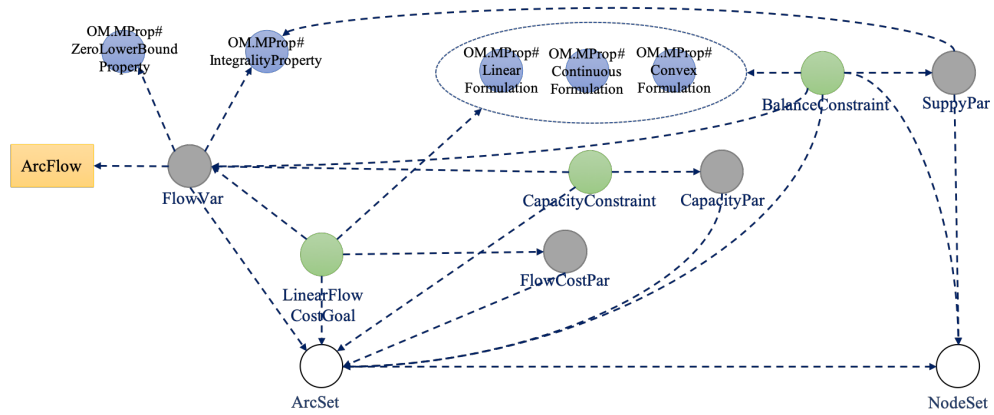 OM.MProp#
ZeroLowerBound
Property
OM.MProp#
IntegralityProperty
OM.MProp#
Linear
Formulation
OM.MProp#
Continuous
Formulation
OM.MProp#
Convex
Formulation
BalanceConstraint
SuppyPar
ArcFlow
FlowVar
CapacityConstraint
CapacityPar
LinearFlow
CostGoal
FlowCostPar
ArcSet
NodeSet